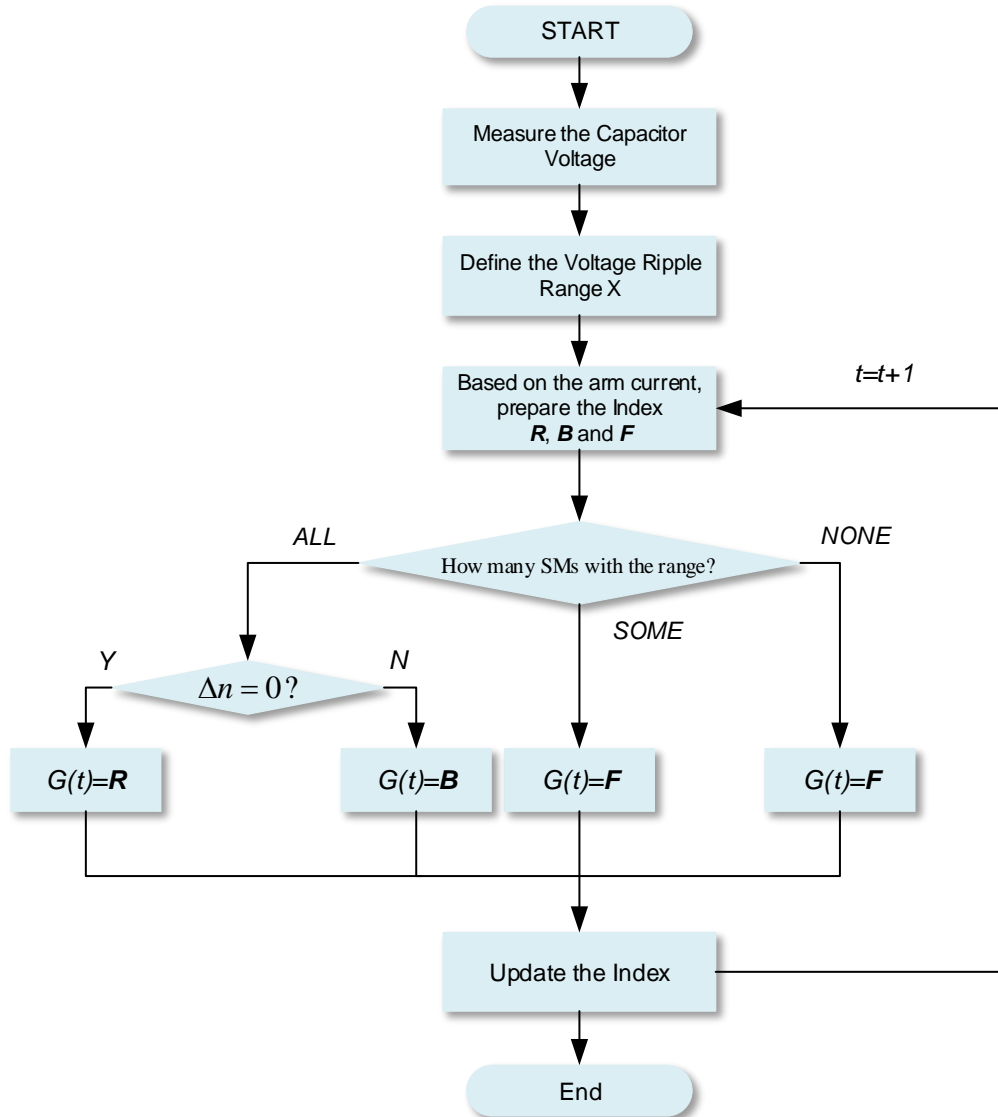 START
Measure the Capacitor
Voltage
Define the Voltage Ripple
Range X
Based on the arm current,
prepare the Index
R, B and F
t=t+1
How many SMs with the range?
ALL
NONE
SOME
Y
N
Δn = 0 ?
G(t)=R
G(t)=B
G(t)=F
G(t)=F
Update the Index
End